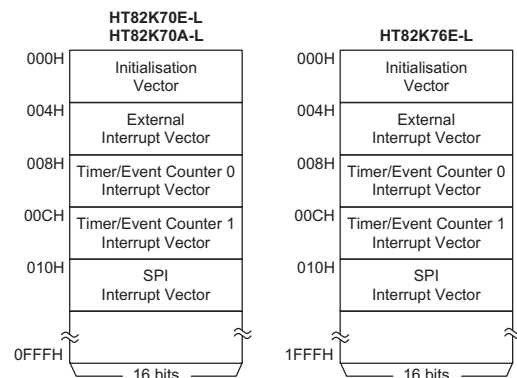 HT82K70E-L
HT82K70A-L
000H
Initialisation
Vector
004H
External
Interrupt Vector
008H
Timer/Event Counter 0
Interrupt Vector
00CH
Timer/Event Counter 1
Interrupt Vector
010H
SPI
Interrupt Vector
0FFFH
16 bits
HT82K76E-L
000H
Initialisation
Vector
004H
External
Interrupt Vector
008H
Timer/Event Counter 0
Interrupt Vector
00CH
Timer/Event Counter 1
Interrupt Vector
010H
SPI
Interrupt Vector
1FFFH
16 bits